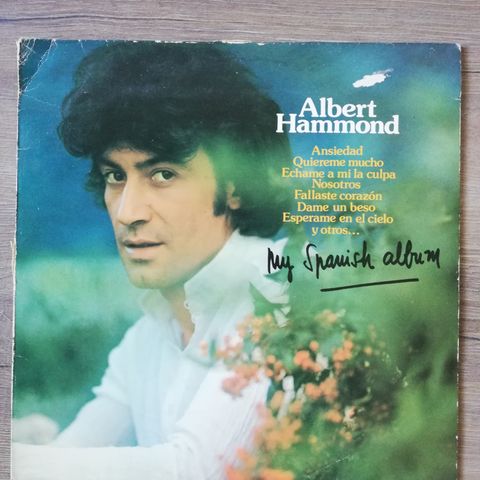 Albert
Hammond
Ansiedad
Quiereme mucho
Echame a mi la culpa
Nosotros
Fallaste corazón
Dame un beso
Esperame en el cielo
y otros...
My Spanish album